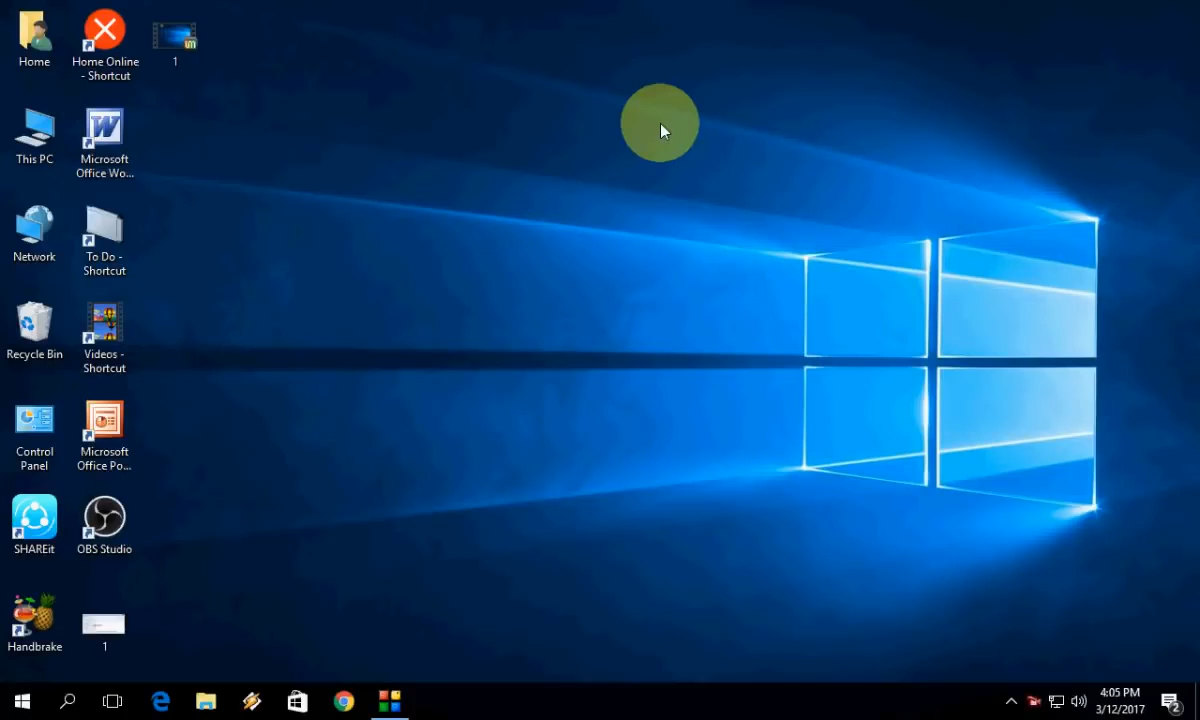 Home
Home Online
- Shortcut
1
This PC
Microsoft
Office Wo...
Network
To Do -
Shortcut
Recycle Bin
Videos -
Shortcut
Control
Panel
Microsoft
Office Po...
SHAREit
OBS Studio
Handbrake
1
4:05 PM
3/12/2017
2